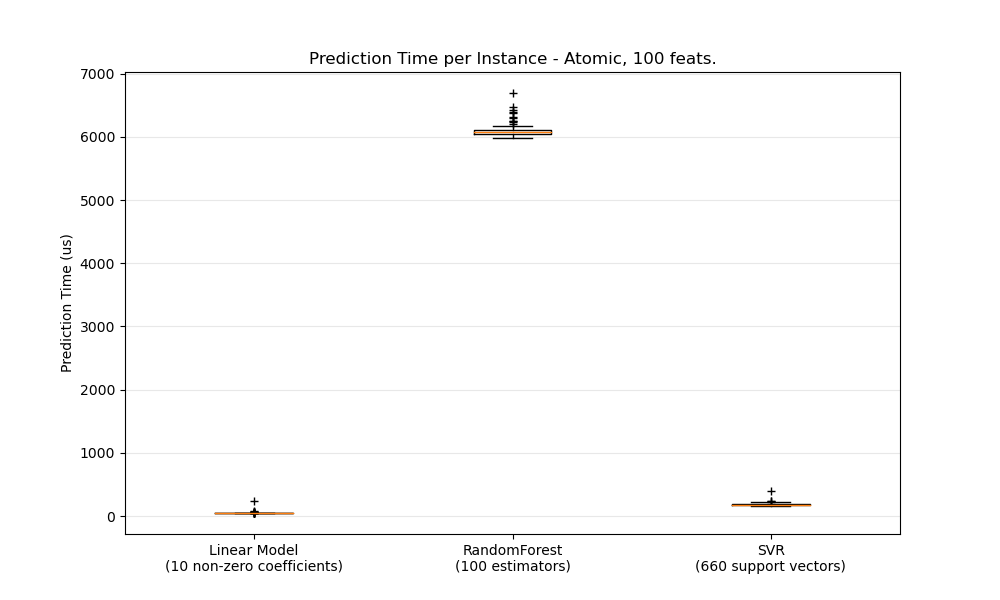 Prediction Time per Instance - Atomic, 100 feats.
7000
6000
5000
4000
3000
2000
1000
0
Prediction Time (us)
Linear Model
(10 non-zero coefficients)
RandomForest
(100 estimators)
SVR
(660 support vectors)